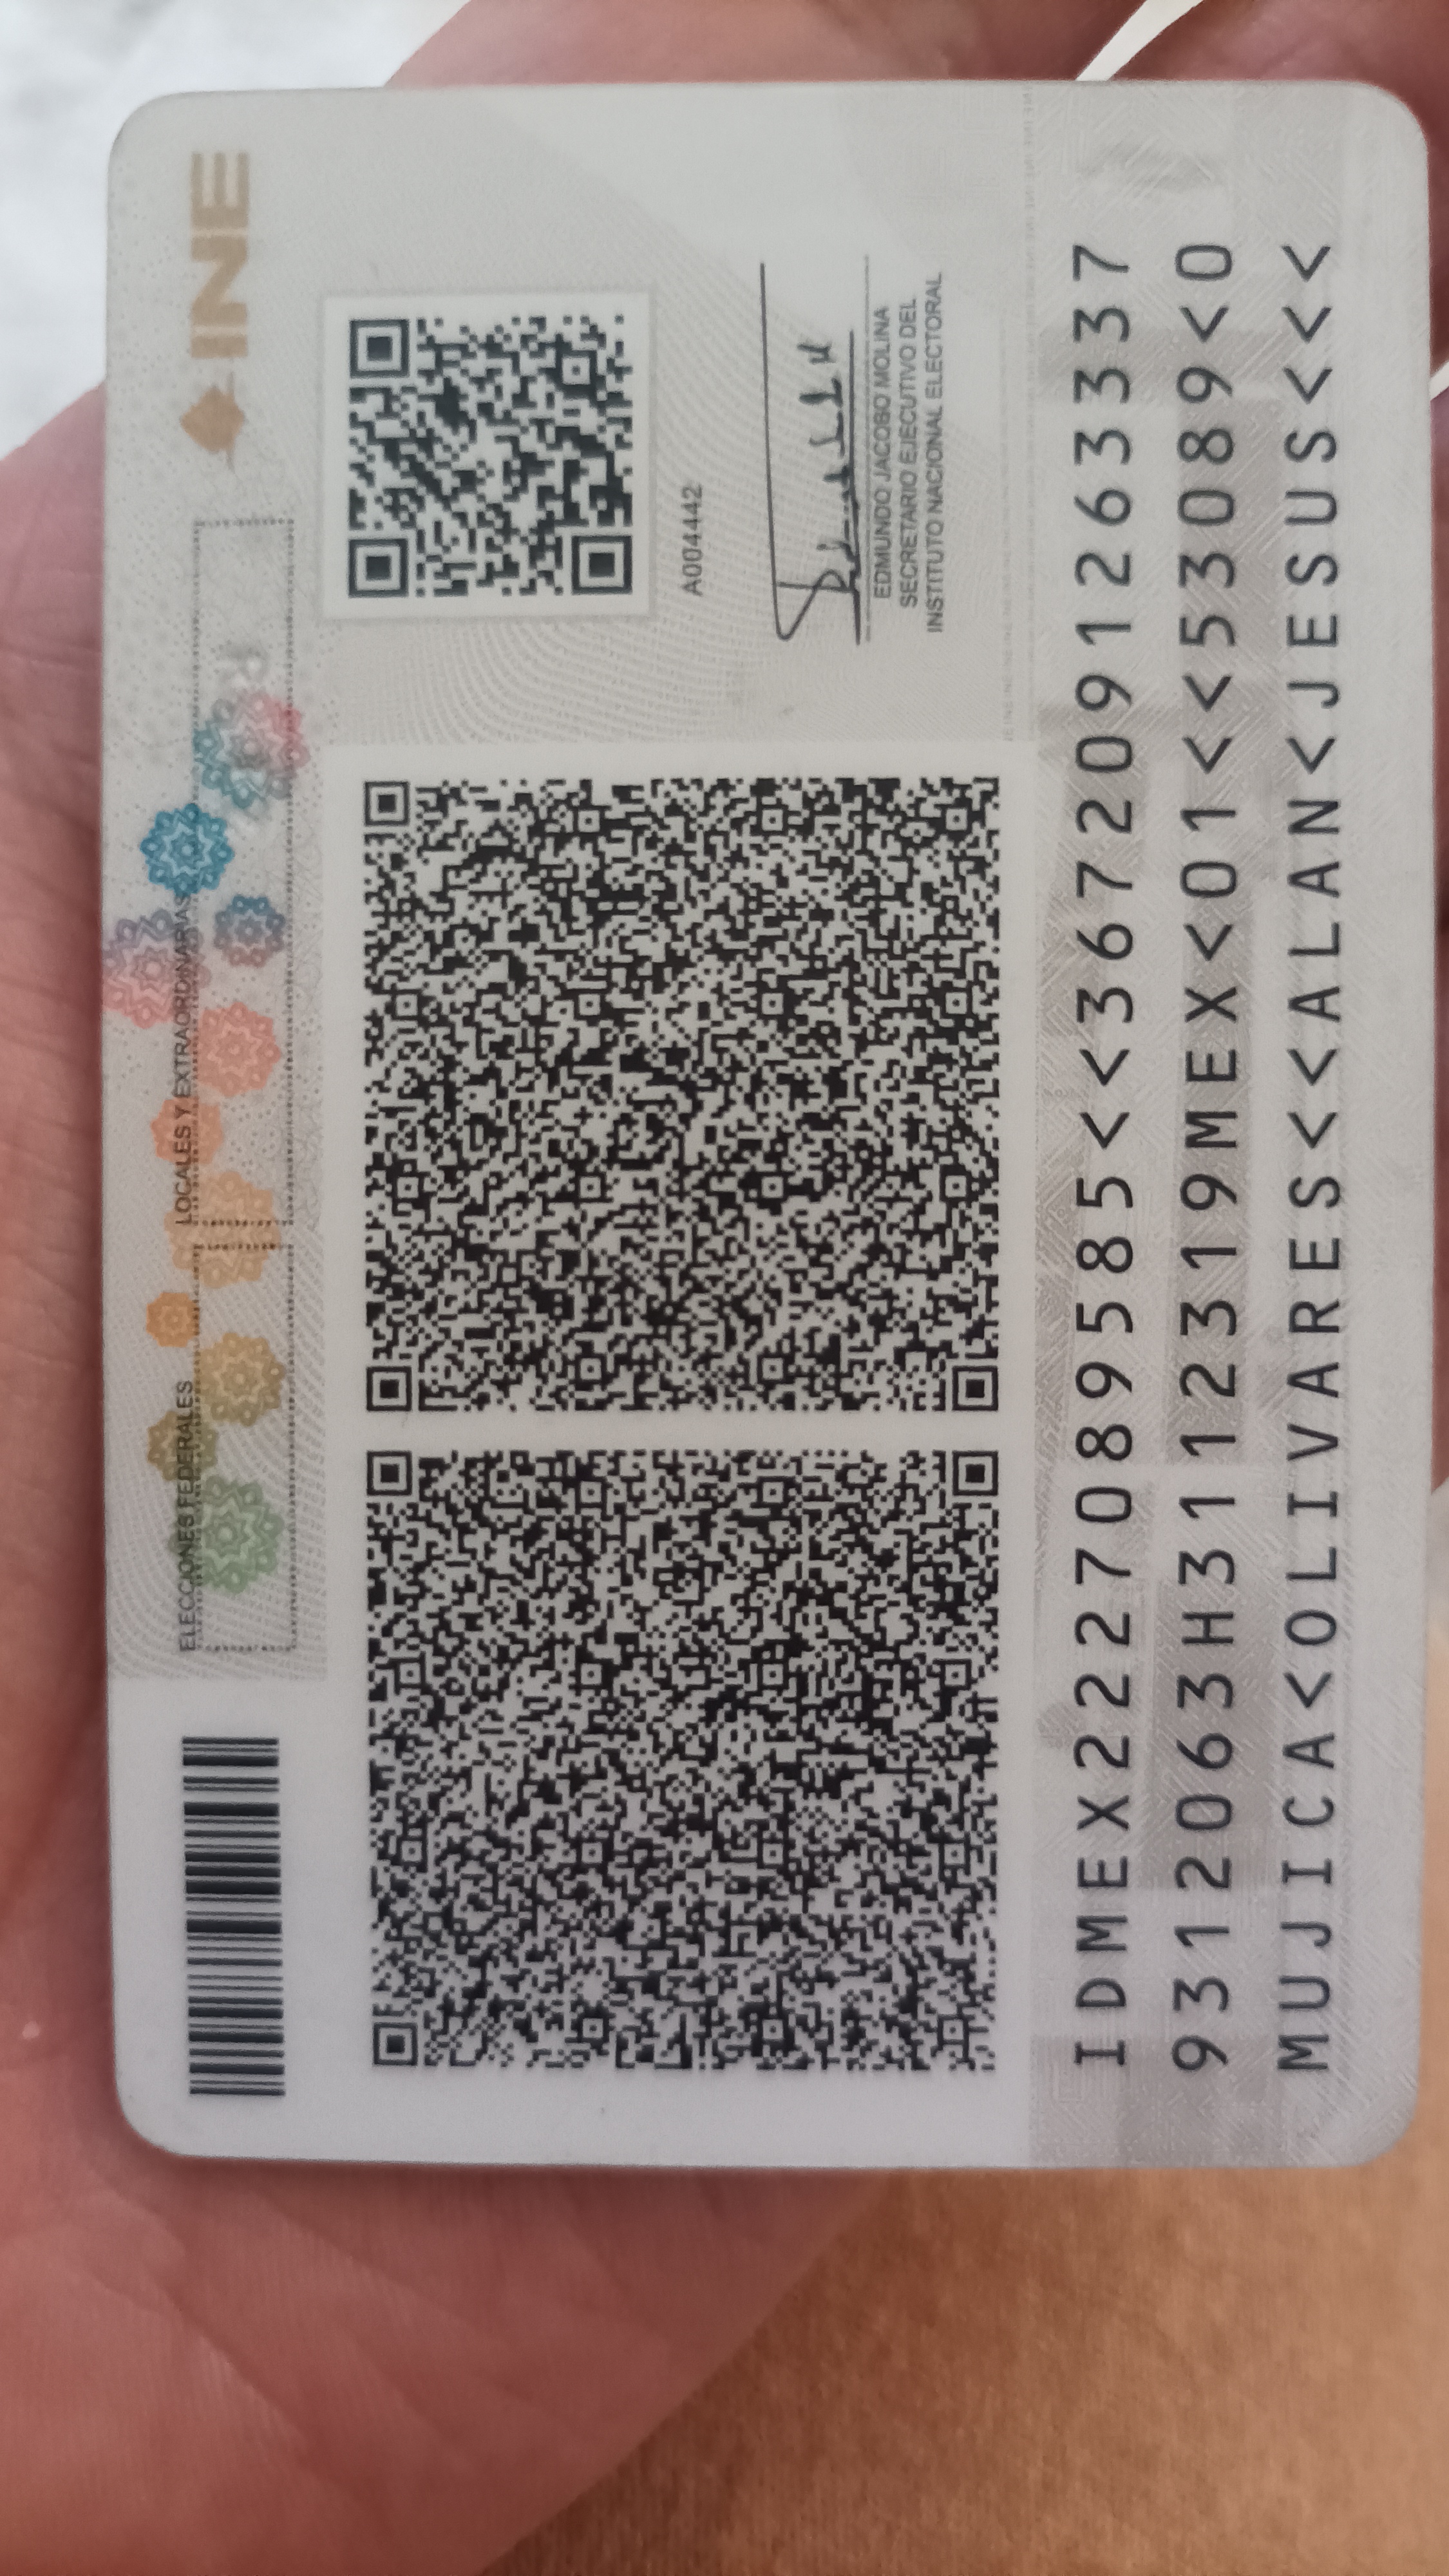 ELECCIONES FEDERALES
LOCALES Y EXTRAORDINARIAS
INE
A004442
EDMUNDO JACOBO MOLINA
SECRETARIO EJECUTIVO DEL
INSTITUTO NACIONAL ELECTORAL
IDMEX2227089585<<3672091263337
9312063H3112319MEX<01<<53089<0
MUJICA<OLIVARES<<ALAN<JESUS<<<